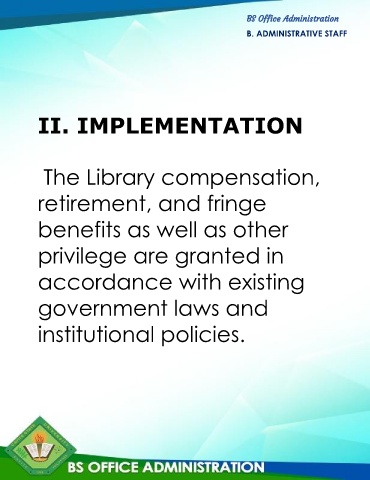 BS Office Administration
B. ADMINISTRATIVE STAFF
II. IMPLEMENTATION
The Library compensation,
retirement, and fringe
benefits as well as other
privilege are granted in
accordance with existing
government laws and
institutional policies.
BS OFFICE ADMINISTRATION